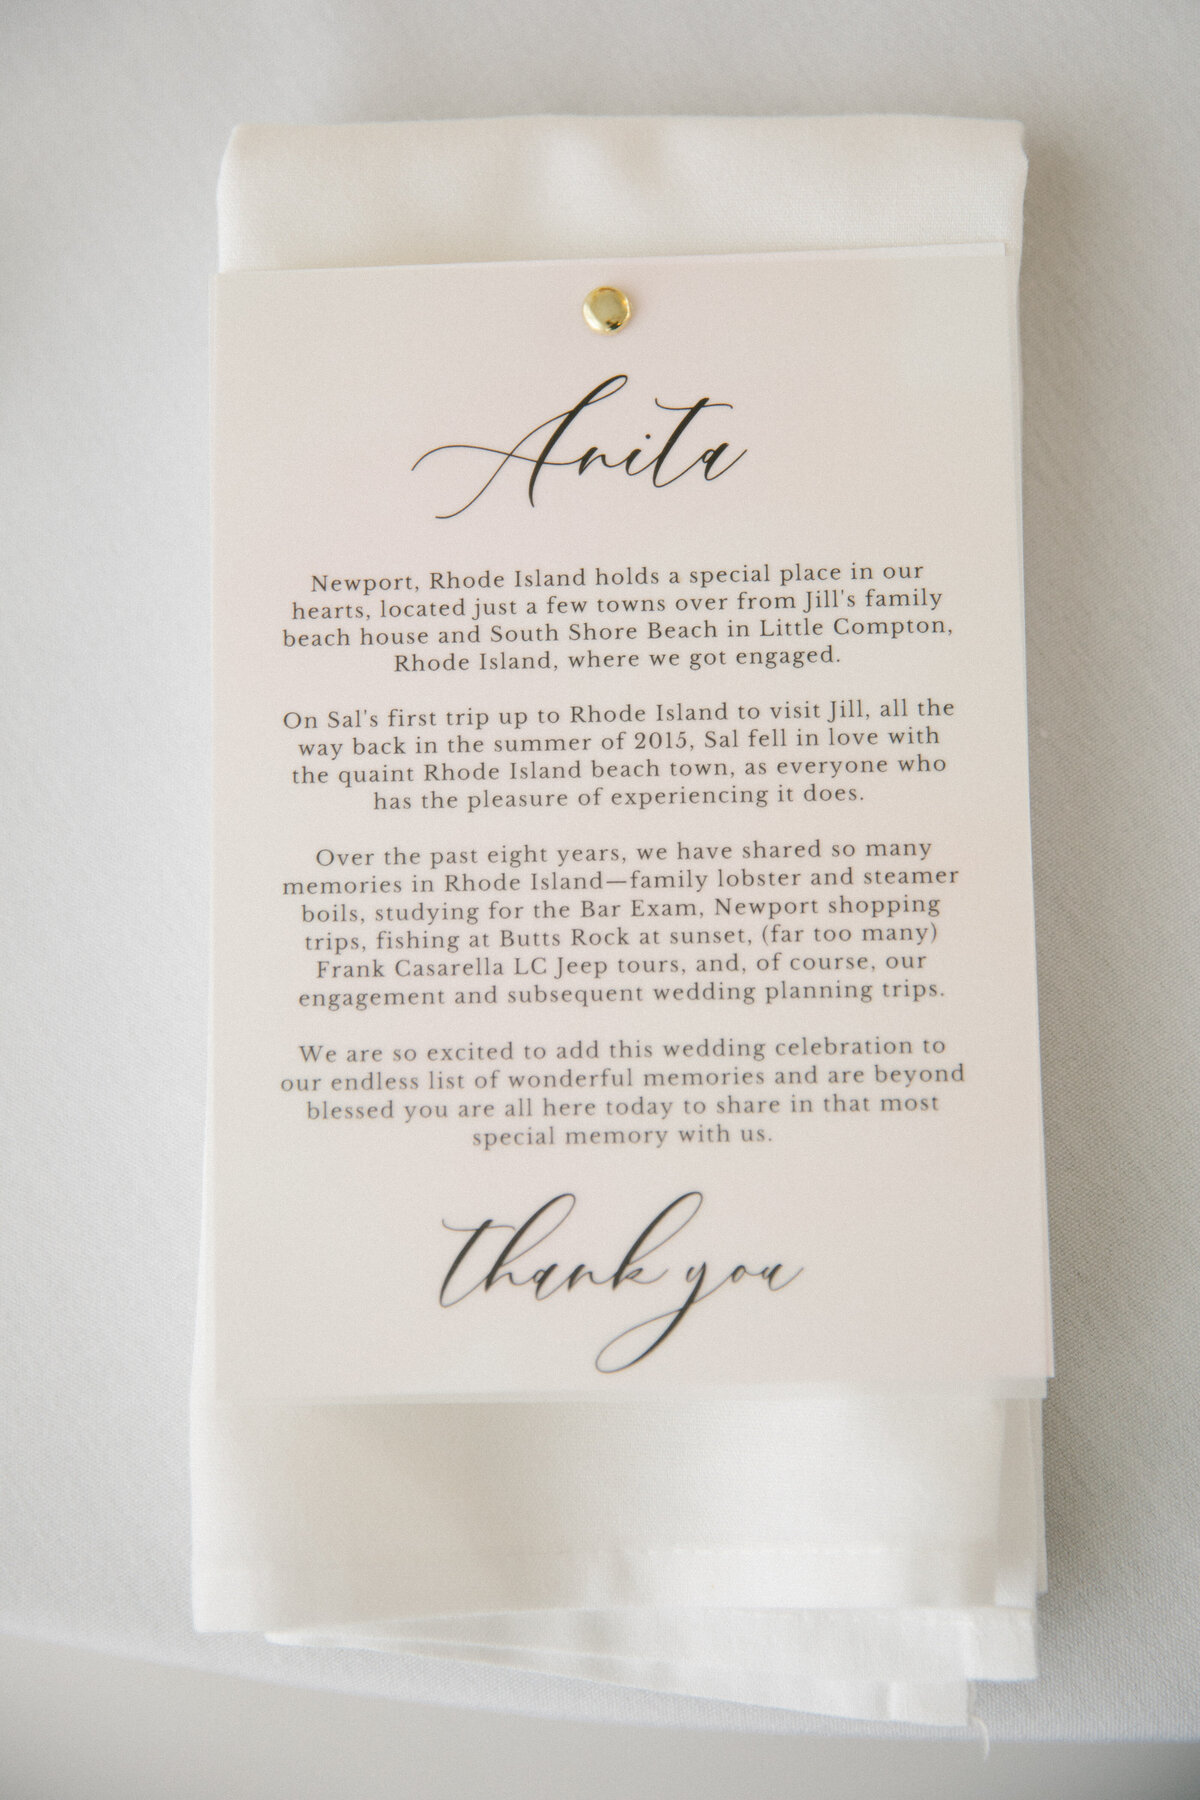 Anita
Newport, Rhode Island holds a special place in our
hearts, located just a few towns over from Jill's family
beach house and South Shore Beach in Little Compton,
Rhode Island, where we got engaged.
On Sal's first trip up to Rhode Island to visit Jill, all the
way back in the summer of 2015, Sal fell in love with
the quaint Rhode Island beach town, as everyone who
has the pleasure of experiencing it does.
Over the past eight years, we have shared so many
memories in Rhode Island—family lobster and steamer
boils, studying for the Bar Exam, Newport shopping
trips, fishing at Butts Rock at sunset, (far too many)
Frank Casarella LC Jeep tours, and, of course, our
engagement and subsequent wedding planning trips.
We are so excited to add this wedding celebration to
our endless list of wonderful memories and are beyond
blessed you are all here today to share in that most
special memory with us.
thank you